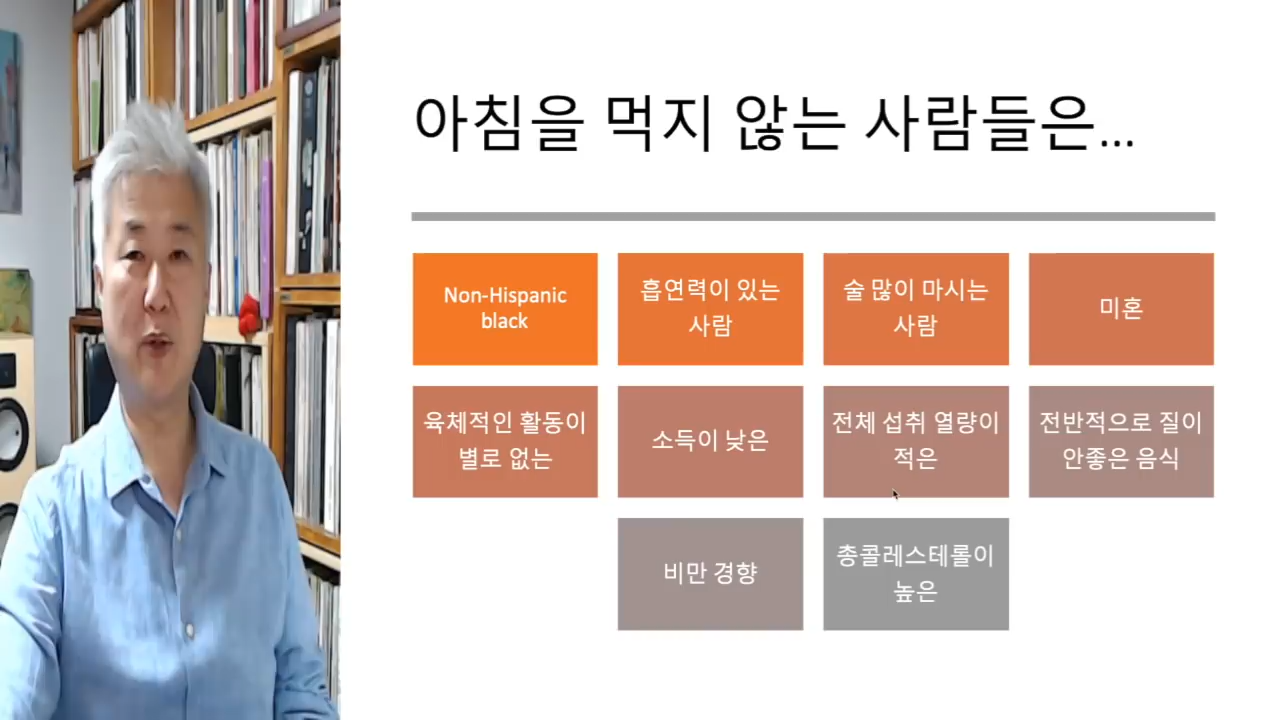 아침을 먹지 않는 사람들은...
Non-Hispanic
black
흡연력이 있는
사람
술 많이 마시는
사람
미혼
육체적인 활동이
별로 없는
소득이 낮은
전체 섭취 열량이
적은
전반적으로 질이
안좋은 음식
비만 경향
총콜레스테롤이
높은